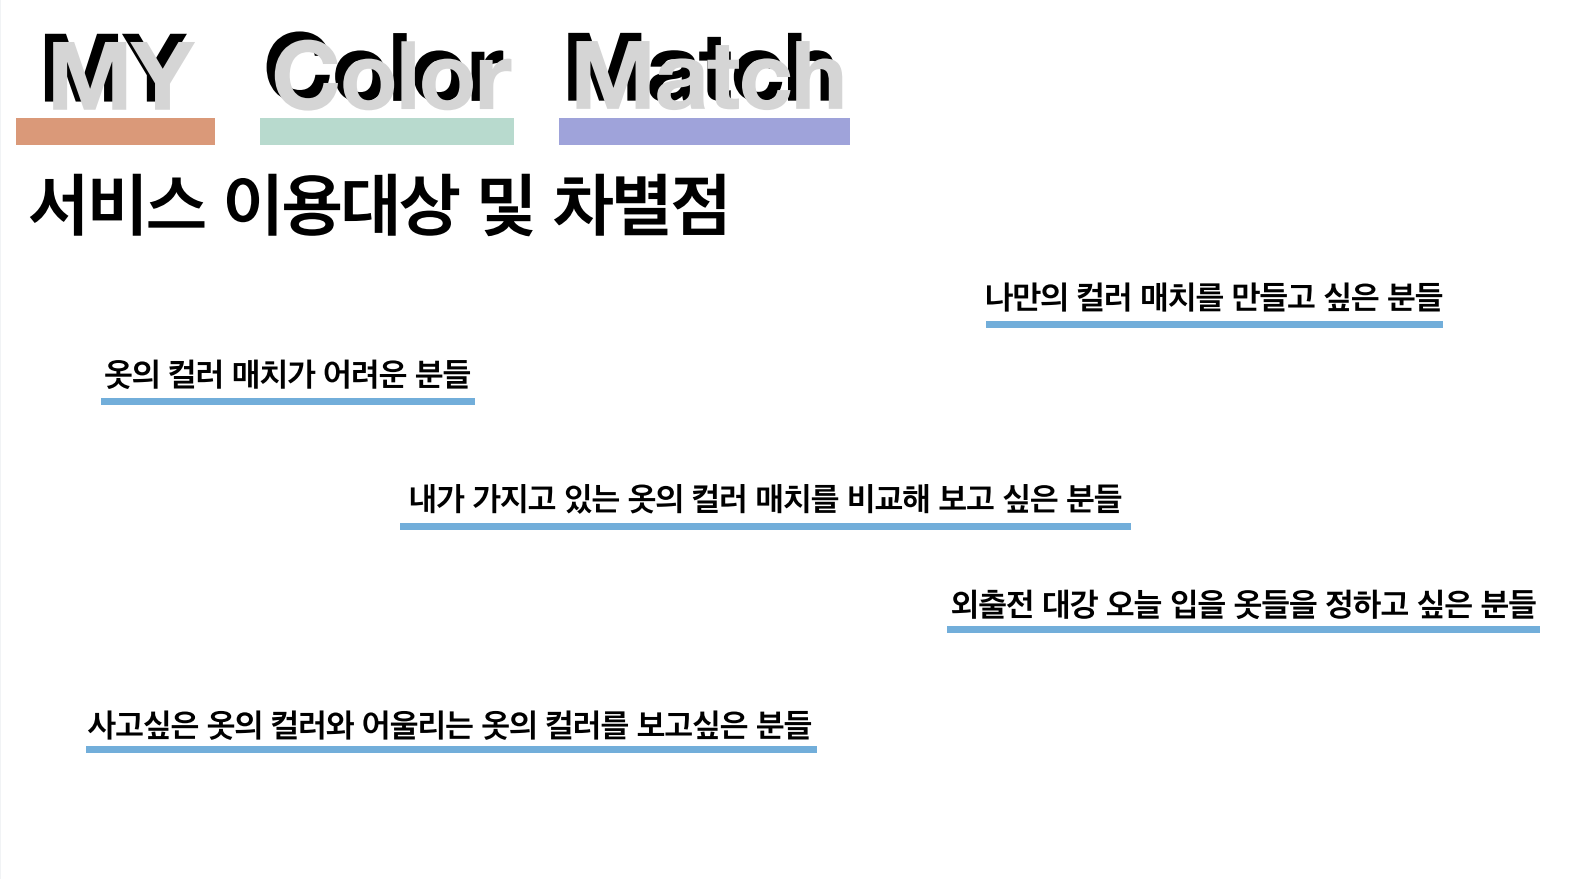 MY Color Match
서비스 이용대상 및 차별점
나만의 컬러 매치를 만들고 싶은 분들
옷의 컬러 매치가 어려운 분들
내가 가지고 있는 옷의 컬러 매치를 비교해 보고 싶은 분들
외출전 대강 오늘 입을 옷들을 정하고 싶은 분들
사고싶은 옷의 컬러와 어울리는 옷의 컬러를 보고싶은 분들